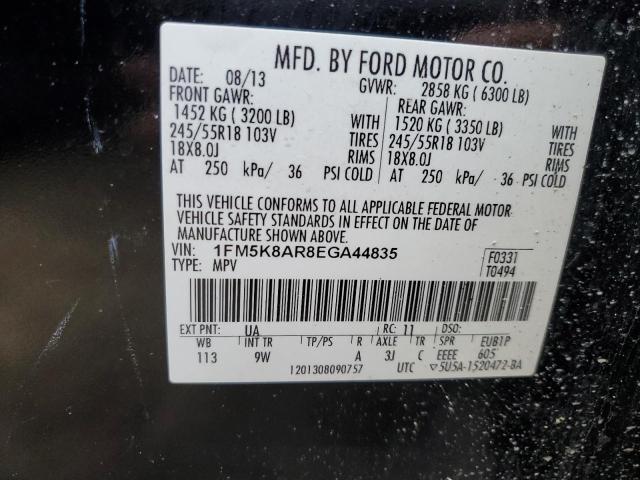 MFD. BY FORD MOTOR CO.
DATE: 08/13 GVWR: 2858 KG ( 6300 LB)
FRONT GAWR: REAR GAWR:
1452 KG ( 3200 LB) WITH 1520 KG ( 3350 LB) WITH
245/55R18 103V TIRES 245/55R18 103V TIRES
18X8.0J RIMS 18X8.0J RIMS
AT 250 kPa/ 36 PSI COLD AT 250 kPa/ 36 PSI COLD
THIS VEHICLE CONFORMS TO ALL APPLICABLE FEDERAL MOTOR
VEHICLE SAFETY STANDARDS IN EFFECT ON THE DATE OF
MANUFACTURE SHOWN ABOVE.
VIN: 1FM5K8AR8EGA44835 F0331
TYPE: MPV T0494
EXT PNT: UA RC: 11 DSO:
WB INT TR TP/PS R AXLE TR SPR EUB1P
113 9W A 3J C EEEE 605
1201308090757 UTC ▽5USA-1520472-BA